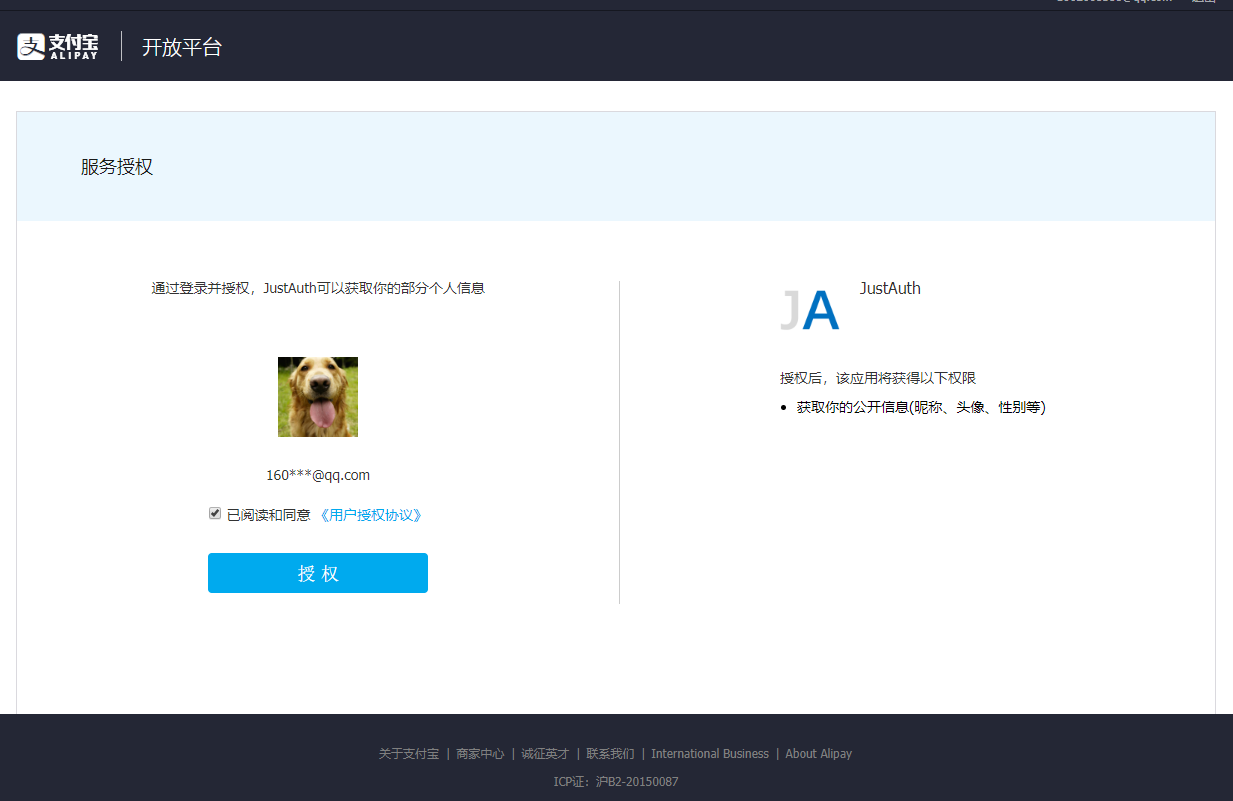 支付宝
ALIPAY
开放平台
服务授权
通过登录并授权，JustAuth可以获取你的部分个人信息
160***@qq.com
已阅读和同意 《用户授权协议》
授 权
JA
JustAuth
授权后，该应用将获得以下权限
• 获取你的公开信息(昵称、头像、性别等)
关于支付宝 | 商家中心 | 诚征英才 | 联系我们 | International Business | About Alipay
ICP证：沪B2-20150087